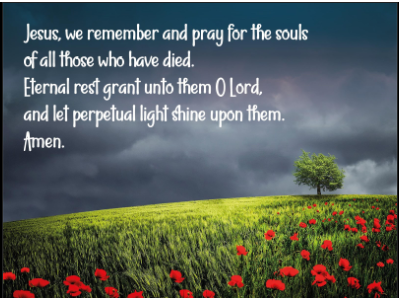 Jesus, we remember and pray for the souls
of all those who have died.
Eternal rest grant unto them O Lord,
and let perpetual light shine upon them.
Amen.